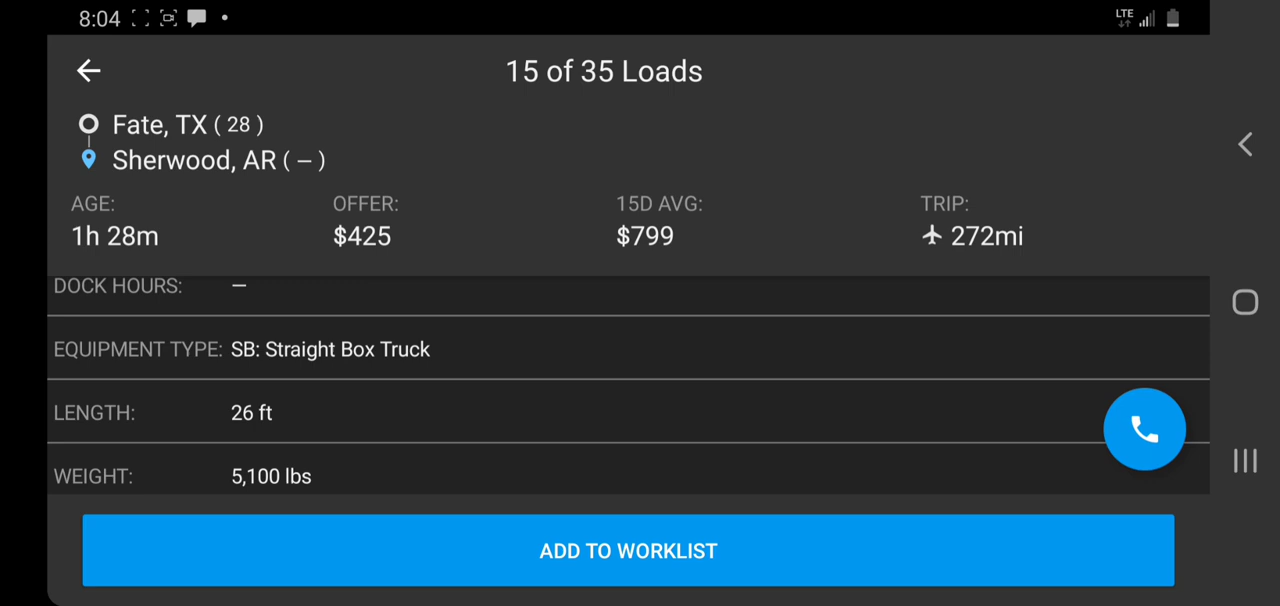 8:04 LTE
15 of 35 Loads
Fate, TX ( 28 )
Sherwood, AR ( – )
AGE: OFFER: 15D AVG: TRIP:
1h 28m $425 $799 272mi
DOCK HOURS: –
EQUIPMENT TYPE: SB: Straight Box Truck
LENGTH: 26 ft
WEIGHT: 5,100 lbs
ADD TO WORKLIST